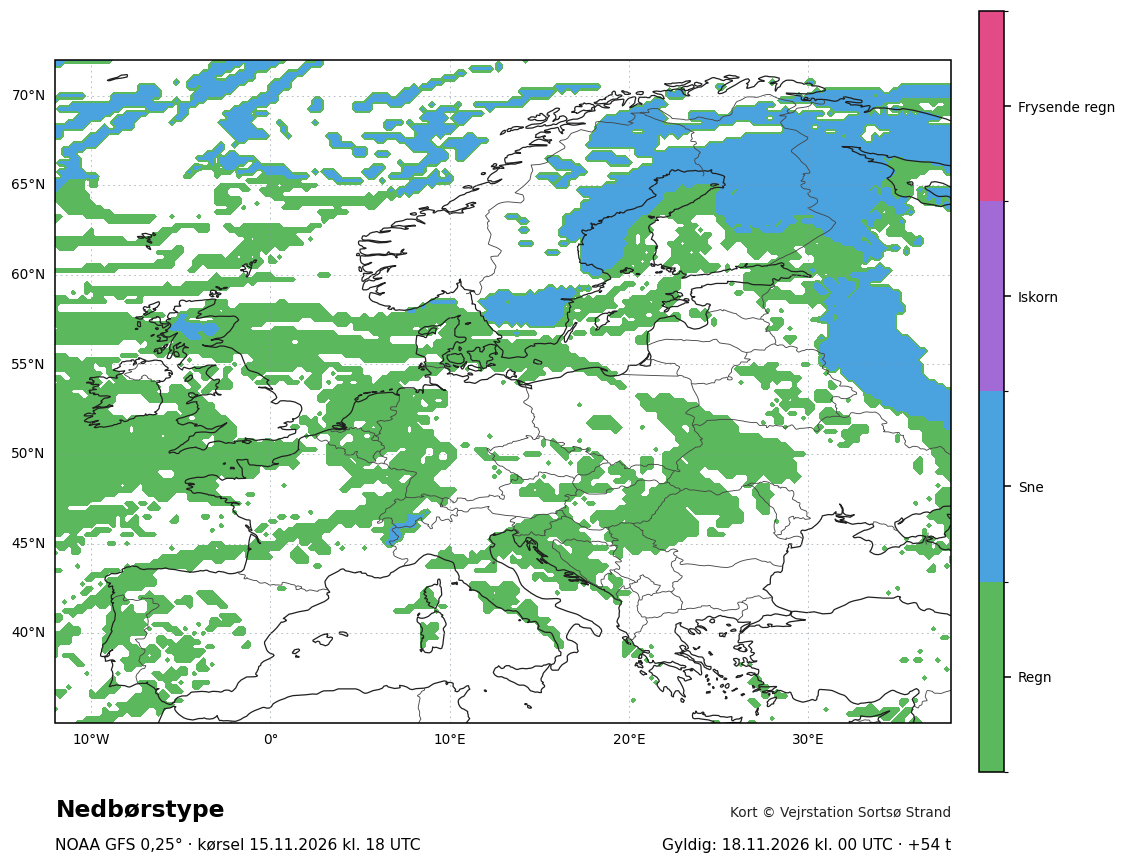 70°N
65°N
60°N
55°N
50°N
45°N
40°N
10°W
0°
10°E
20°E
30°E
Frysende regn
Iskorn
Sne
Regn
Nedbørstype
Kort © Vejrstation Sortsø Strand
NOAA GFS 0,25° · kørsel 15.11.2026 kl. 18 UTC
Gyldig: 18.11.2026 kl. 00 UTC · +54 t